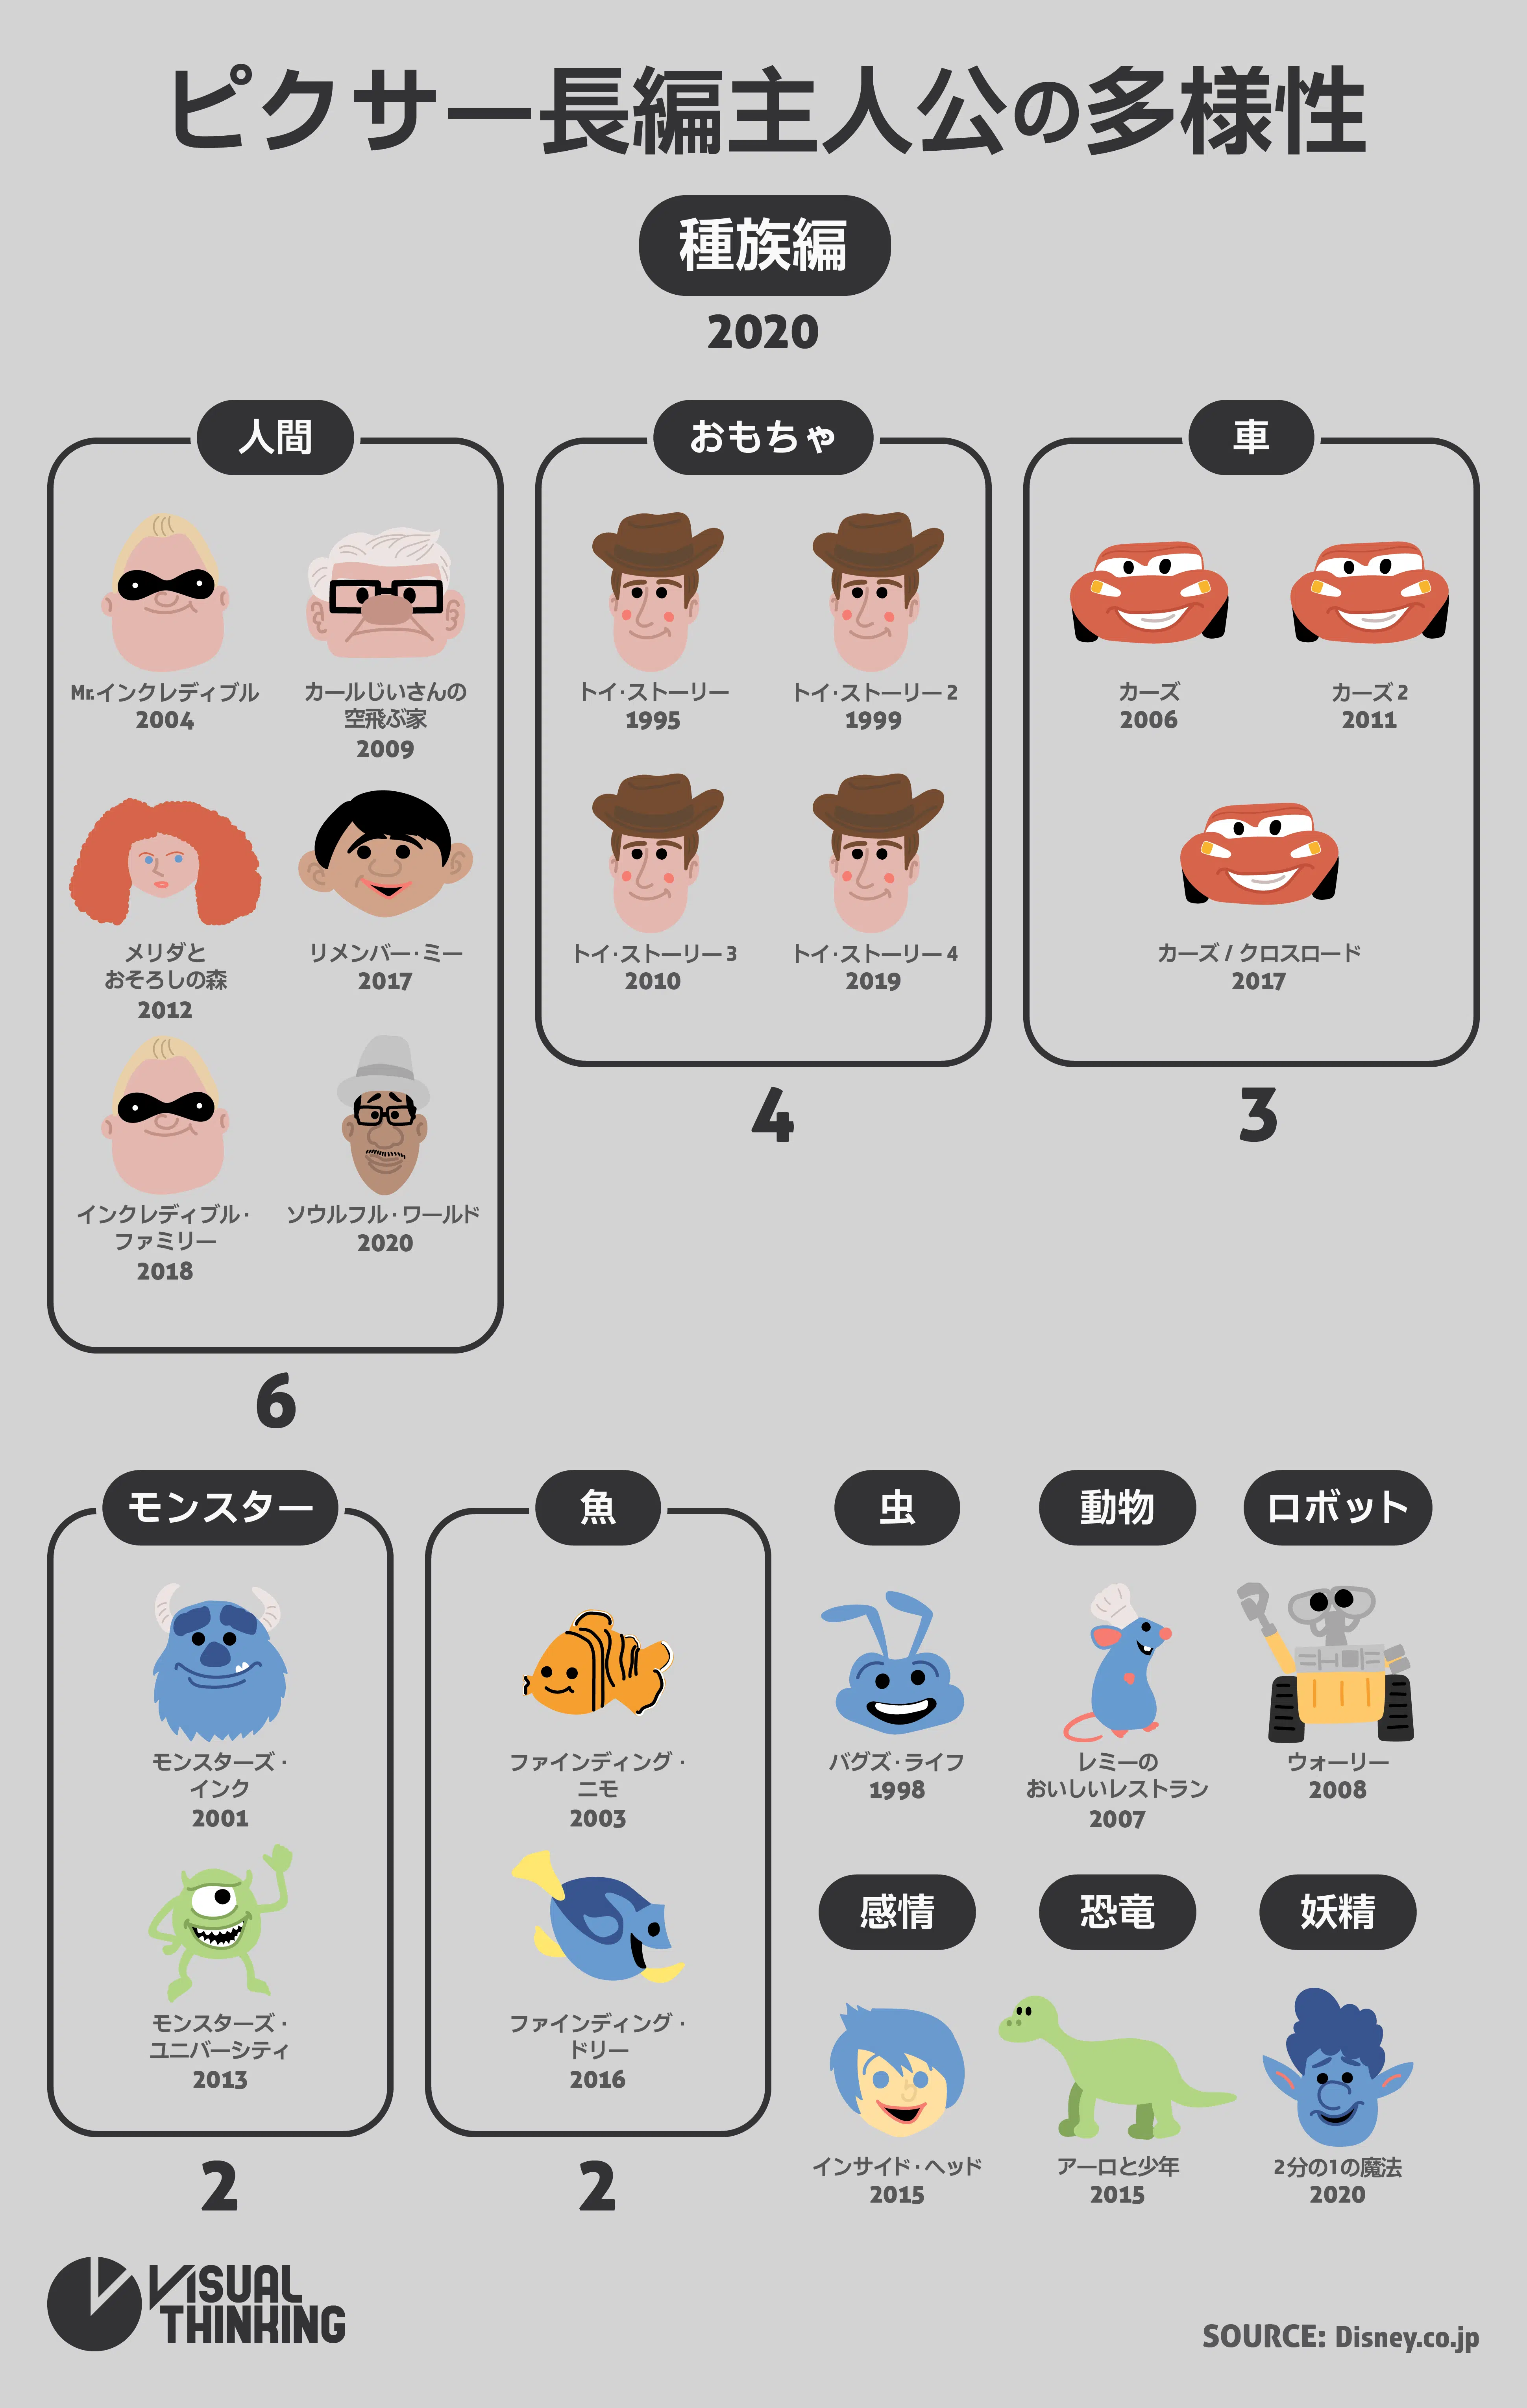 ピクサー長編主人公の多様性
種族編
2020
人間
Mr.インクレディブル
2004
カールじいさんの
空飛ぶ家
2009
メリダと
おそろしの森
2012
リメンバー・ミー
2017
インクレディブル・
ファミリー
2018
ソウルフル・ワールド
2020
6
おもちゃ
トイ・ストーリー
1995
トイ・ストーリー 2
1999
トイ・ストーリー 3
2010
トイ・ストーリー 4
2019
4
車
カーズ
2006
カーズ 2
2011
カーズ / クロスロード
2017
3
モンスター
モンスターズ・
インク
2001
モンスターズ・
ユニバーシティ
2013
2
魚
ファインディング・
ニモ
2003
ファインディング・
ドリー
2016
2
虫
バグズ・ライフ
1998
動物
レミーの
おいしいレストラン
2007
ロボット
ウォーリー
2008
感情
インサイド・ヘッド
2015
恐竜
アーロと少年
2015
妖精
2分の1の魔法
2020
VISUAL
THINKING
SOURCE: Disney.co.jp